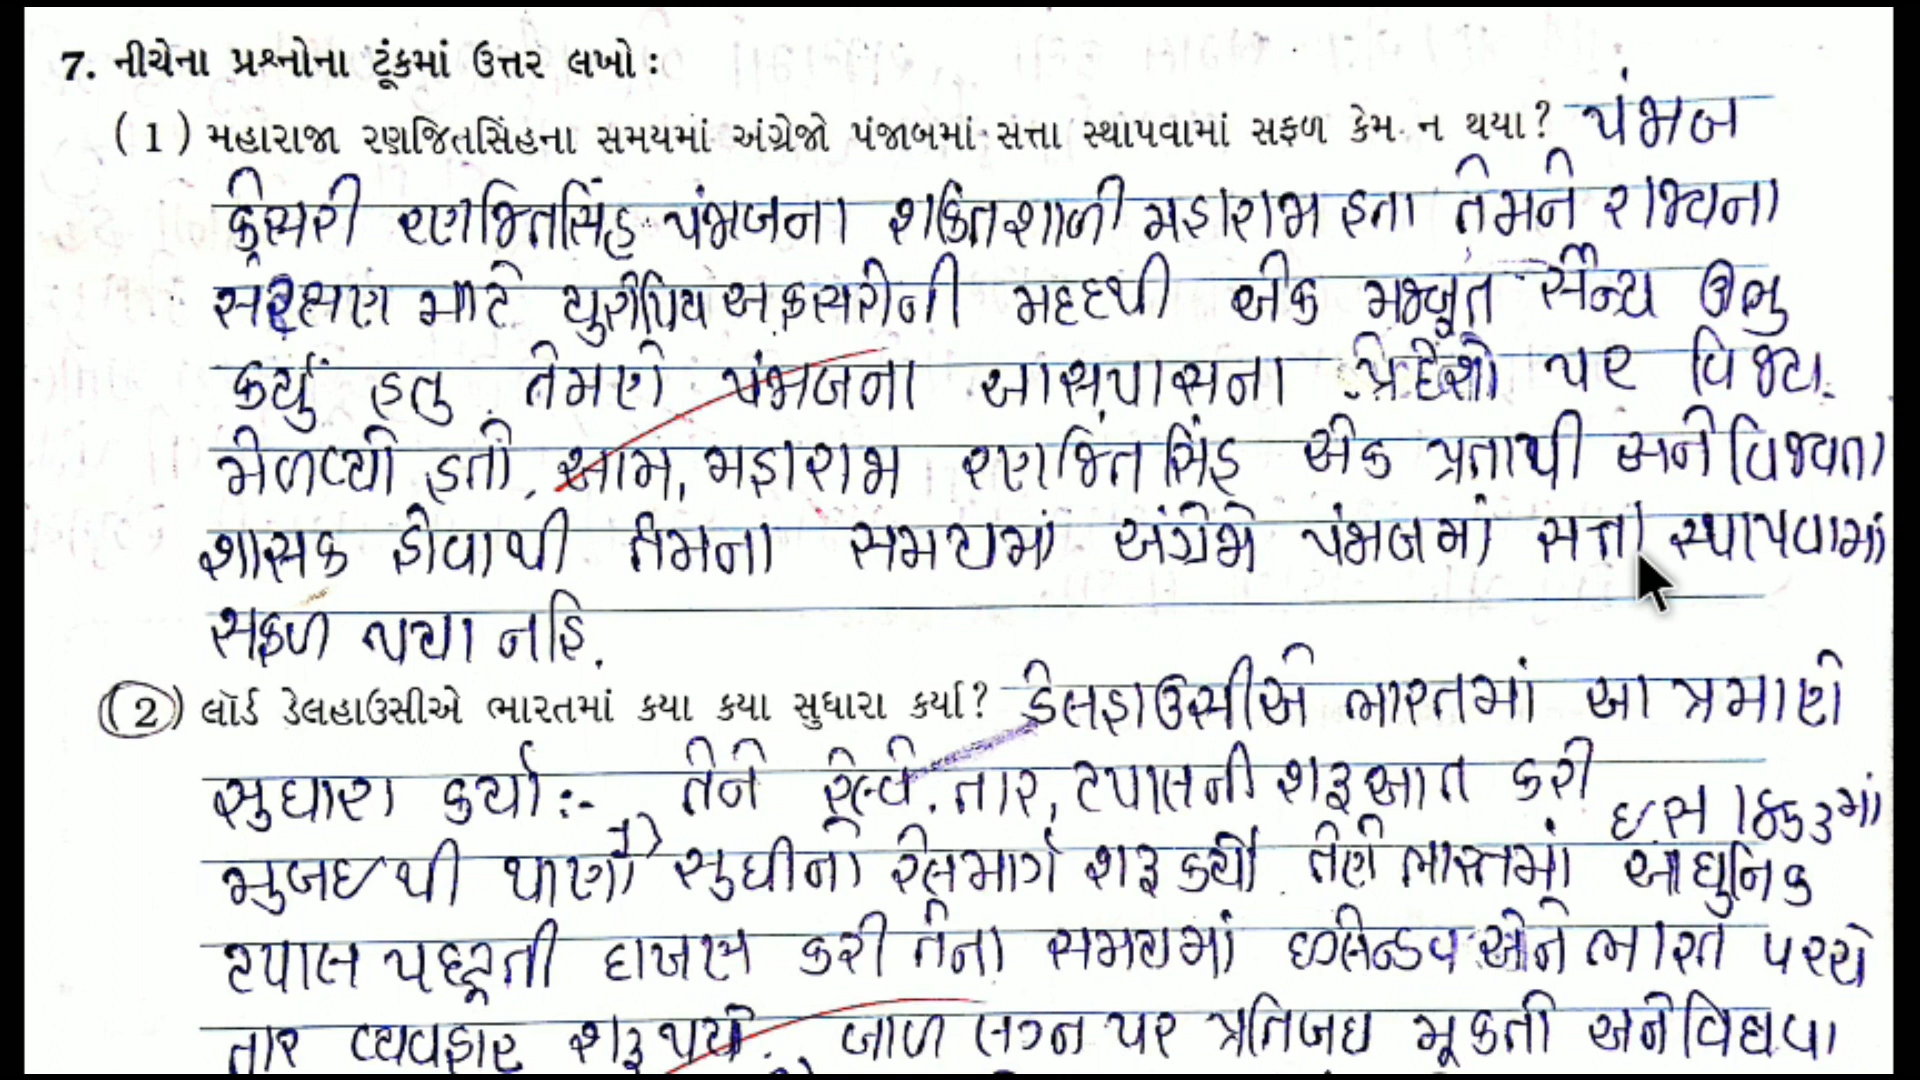 7. નીચેના પ્રશ્નોના ટૂંકમાં ઉત્તર લખો :
(1) મહારાજા રણજિતસિંહના સમયમાં અંગ્રેજો પંજાબમાં સત્તા સ્થાપવામાં સફળ કેમ ન થયા? પંજાબ
કેસરી રણજિતસિંહ પંજાબના શક્તિશાળી મહારાજા હતા તેમને રાજ્યના
સંરક્ષણ માટે યુરોપિય અફસરોની મદદથી એક મજબુત સૈન્ય ઊભુ
કર્યું હતુ. તેમણે પંજાબના આસપાસના પ્રદેશો પર વિજય
મેળવ્યો હતો. આમ, મહારાજા રણજિતસિંહ એક પ્રતાપી અને વિજયતા
શાસક હોવાથી તેમના સમયમાં અંગ્રેજો પંજાબમાં સત્તા સ્થાપવામાં
સફળ થયા નહિ.
(2) લૉર્ડ ડેલહાઉસીએ ભારતમાં કયા કયા સુધારા કર્યા? ડેલહાઉસીએ ભારતમાં આ પ્રમાણે
સુધારા કર્યા:- તેને રેલ્વે, તાર, ટપાલની શરૂઆત કરી ઇસ 1853માં
મુંબઇથી થાણે સુધીનો રેલમાર્ગ શરૂ કર્યો. તેણે ભારતમાં આધુનિક
ટપાલ પદ્ધતી દાખલ કરી તેના સમયમાં ઇંગ્લેન્ડ અને ભારત વચ્ચે
તાર વ્યવહાર શરૂ થયો. બાળ લગ્ન પર પ્રતિબંધ મૂકતો અને વિધવા